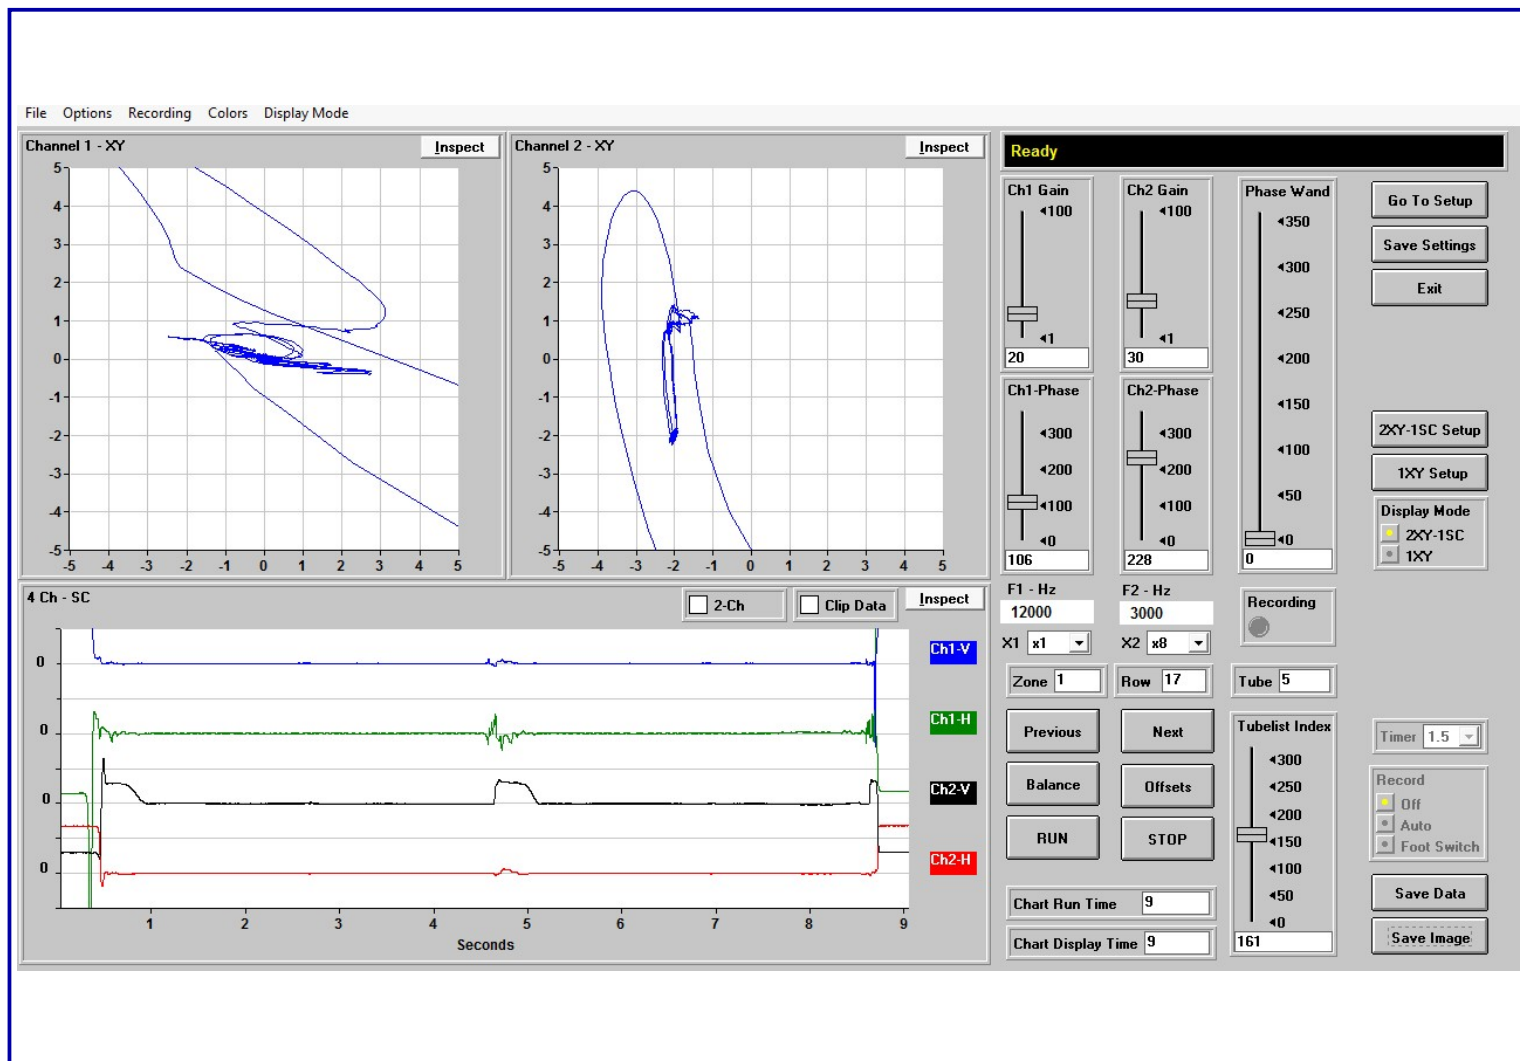 File Options Recording Colors Display Mode
Channel 1 - XY
Inspect
5
4
3
2
1
0
-1
-2
-3
-4
-5
-5 -4 -3 -2 -1 0 1 2 3 4 5
Channel 2 - XY
Inspect
5
4
3
2
1
0
-1
-2
-3
-4
-5
-5 -4 -3 -2 -1 0 1 2 3 4 5
4 Ch - SC
2-Ch
Clip Data
Inspect
0
0
0
0
Ch1-V
Ch1-H
Ch2-V
Ch2-H
1 2 3 4 5 6 7 8 9
Seconds
Ready
Ch1 Gain
100
1
20
Ch2 Gain
100
1
30
Phase Wand
350
300
250
200
150
100
50
0
0
Ch1-Phase
300
200
100
0
106
Ch2-Phase
300
200
100
0
228
Go To Setup
Save Settings
Exit
2XY-1SC Setup
1XY Setup
Display Mode
2XY-1SC
1XY
F1 - Hz
12000
F2 - Hz
3000
X1 x1
X2 x8
Recording
Zone 1
Row 17
Tube 5
Previous
Next
Balance
Offsets
RUN
STOP
Tubelist Index
300
250
200
150
100
50
0
161
Timer 1.5
Record
Off
Auto
Foot Switch
Chart Run Time 9
Chart Display Time 9
Save Data
Save Image